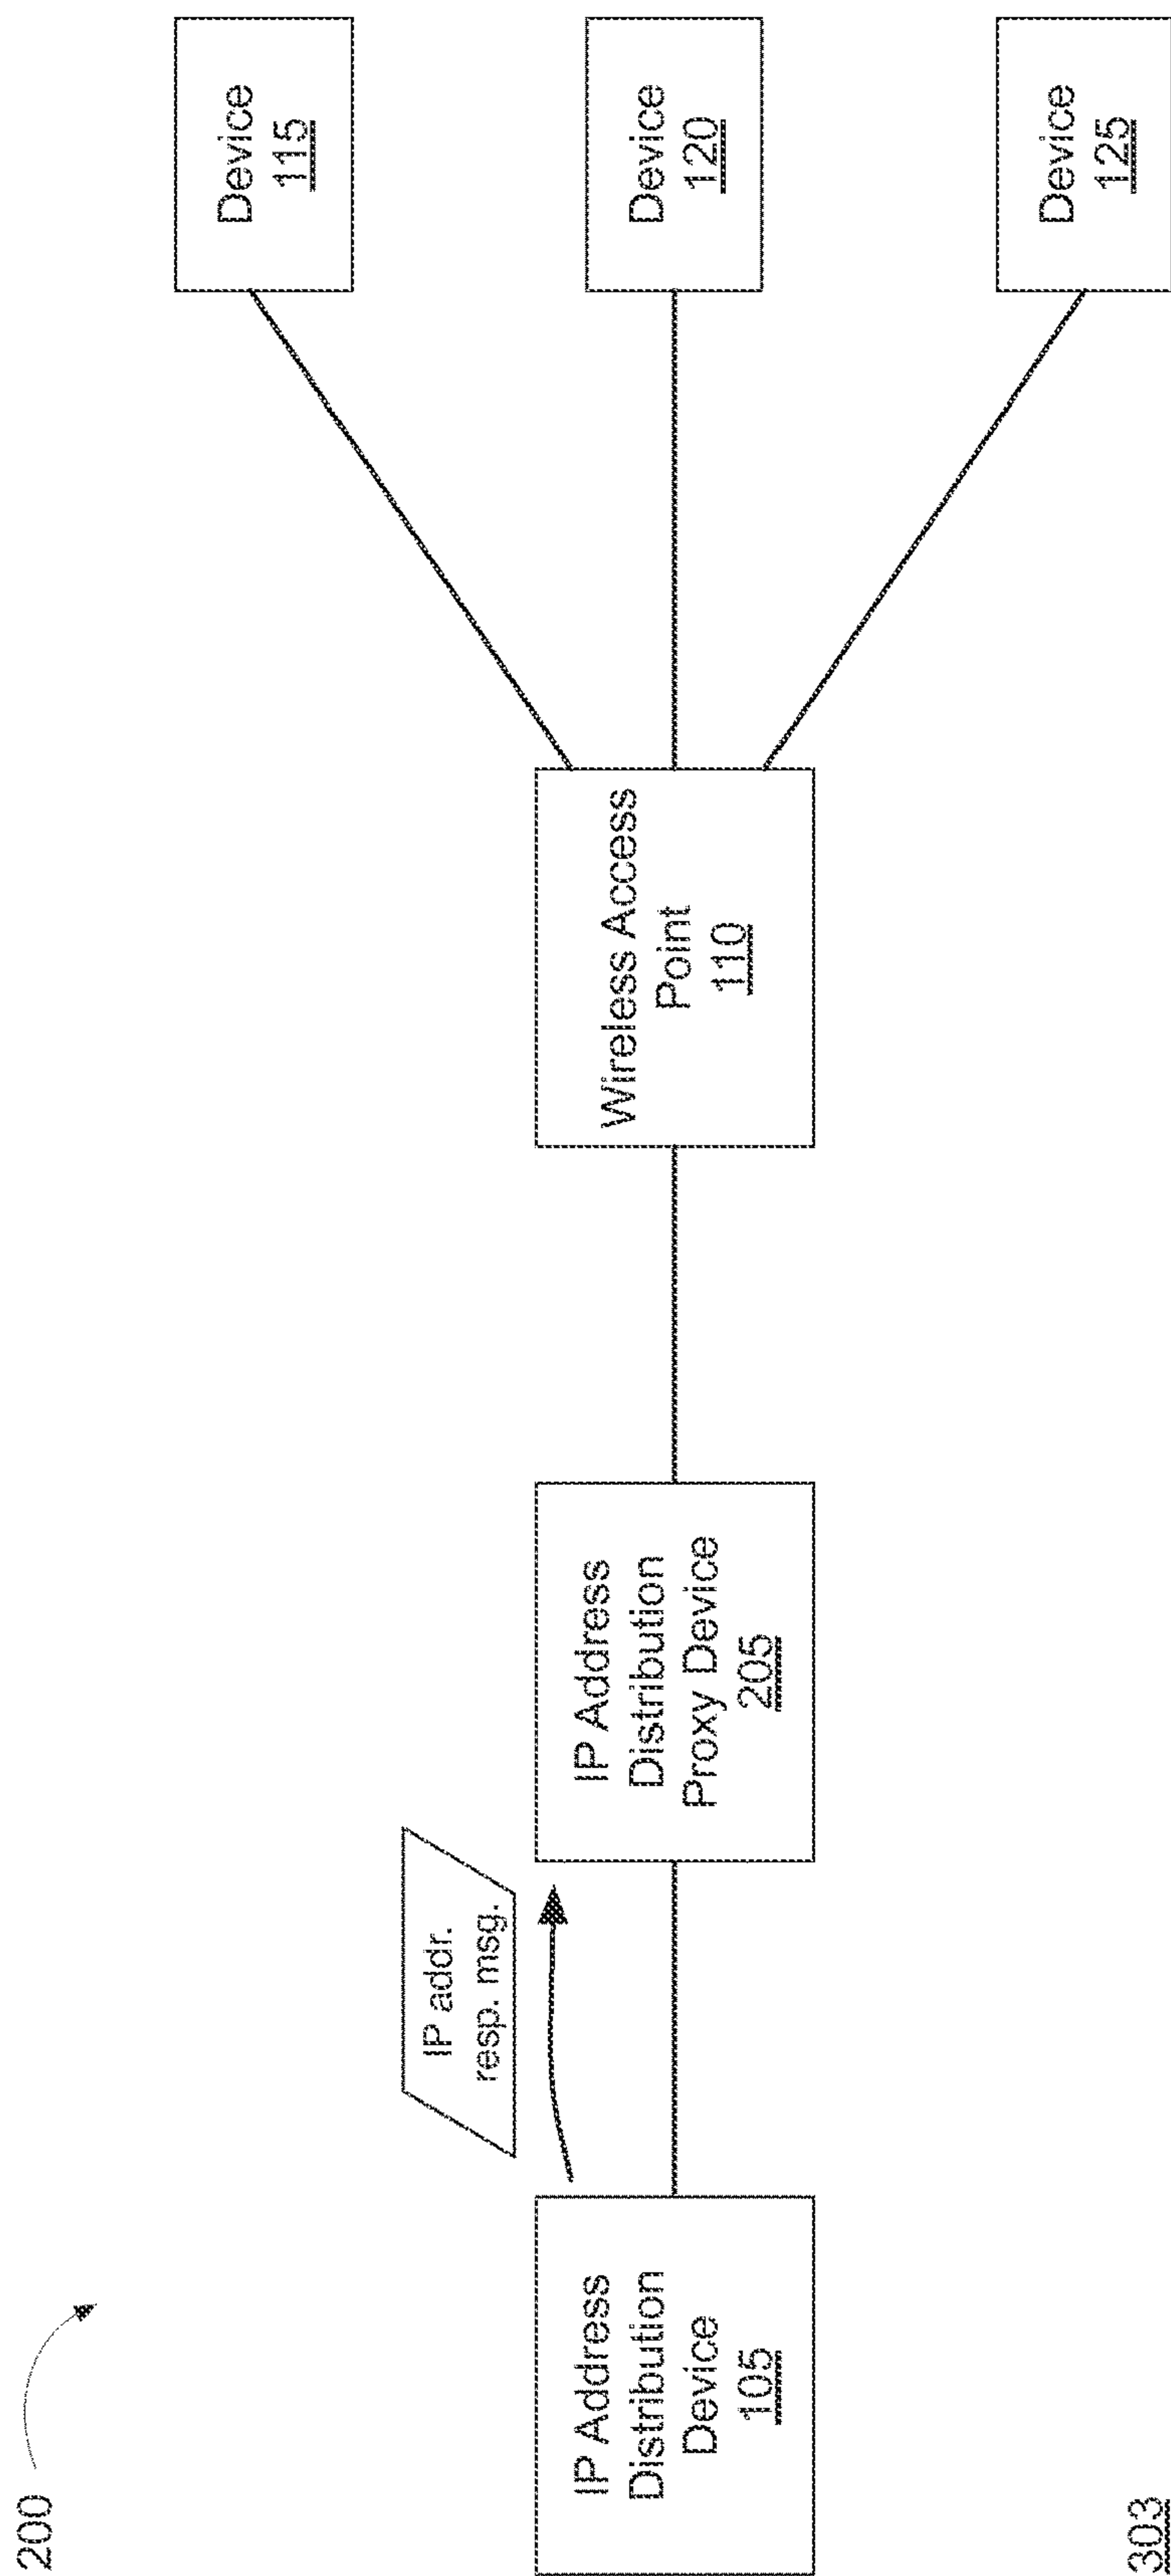 200
IP Address
Distribution
Device
105
IP addr.
resp. msg.
IP Address
Distribution
Proxy Device
205
Wireless Access
Point
110
Device
115
Device
120
Device
125
303